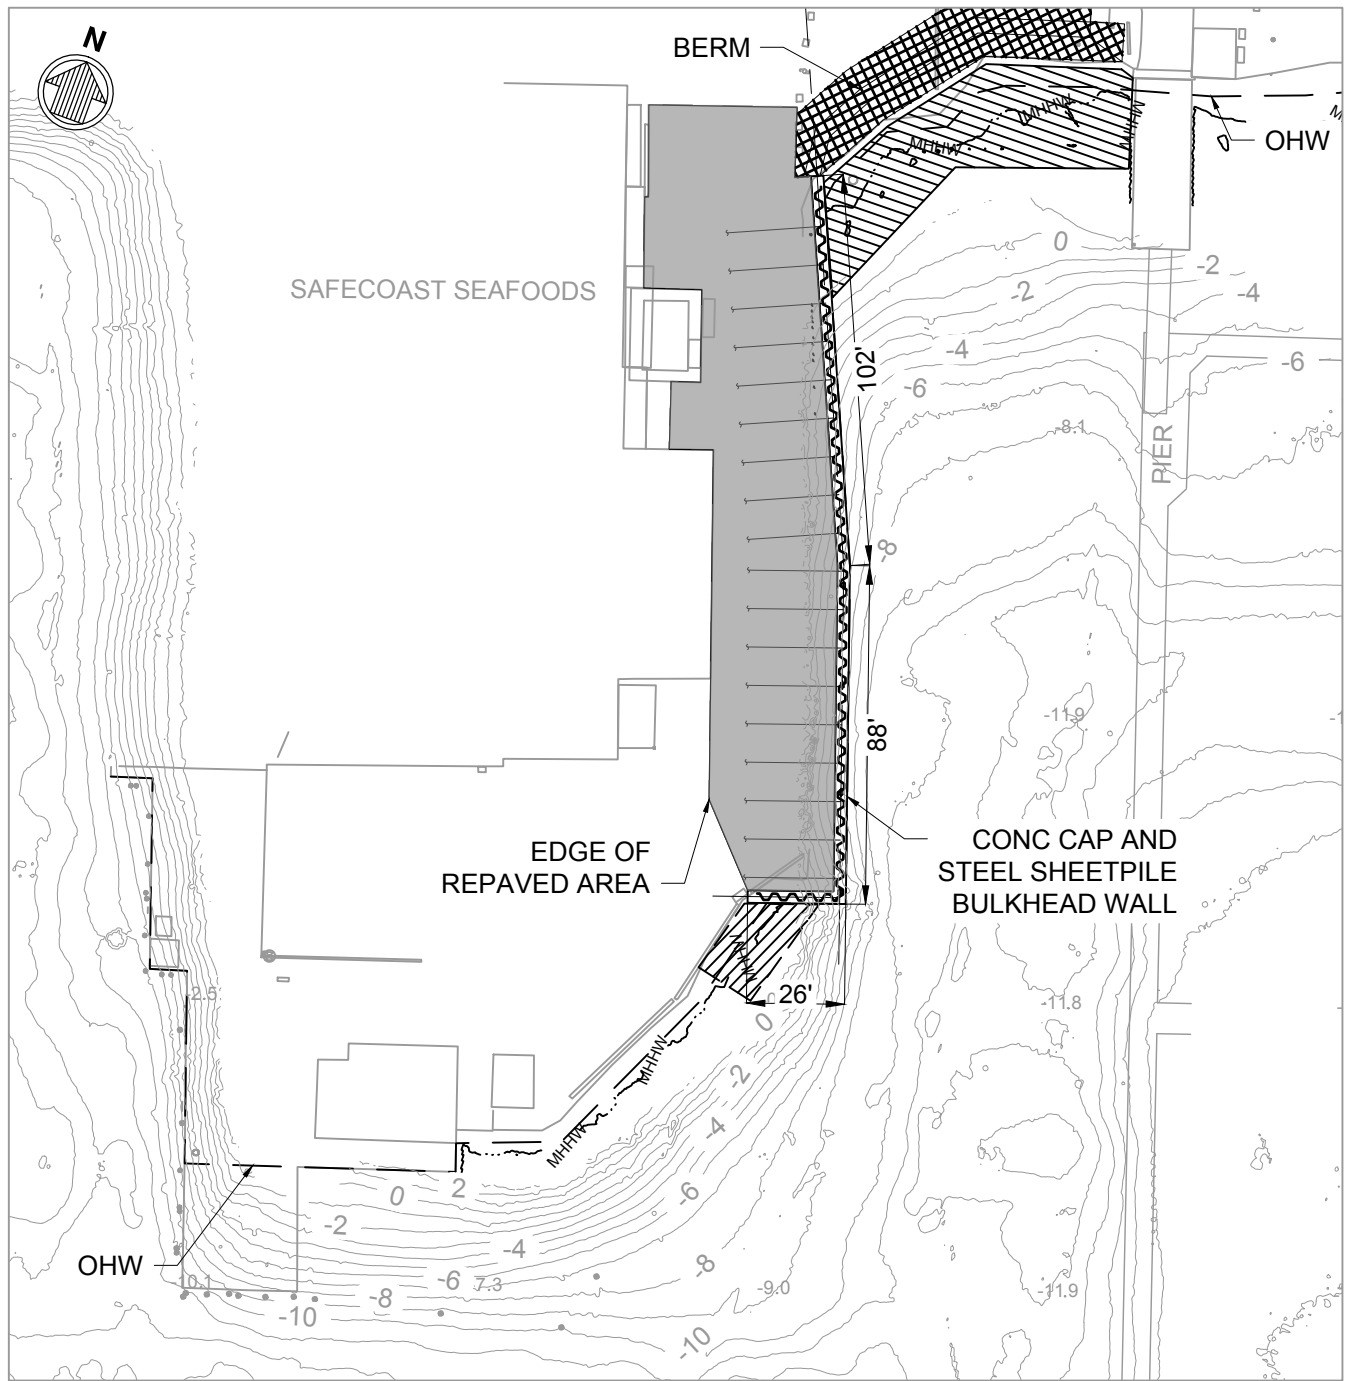 N
BERM
MHHW
MHHW
MHHW
OHW
0
-2
-4
-6
SAFECOAST SEAFOODS
-2
-4
-6
102'
-8.1
PIER
-8
-11.9
88'
EDGE OF
REPAVED AREA
CONC CAP AND
STEEL SHEETPILE
BULKHEAD WALL
MHHW
26'
-2.5
-11.8
0
-2
MHHW
-4
MHHW
-6
0
2
-2
-4
-8
OHW
-6
-7.3
-9.0
-10.1
-8
-11.9
-10
-10